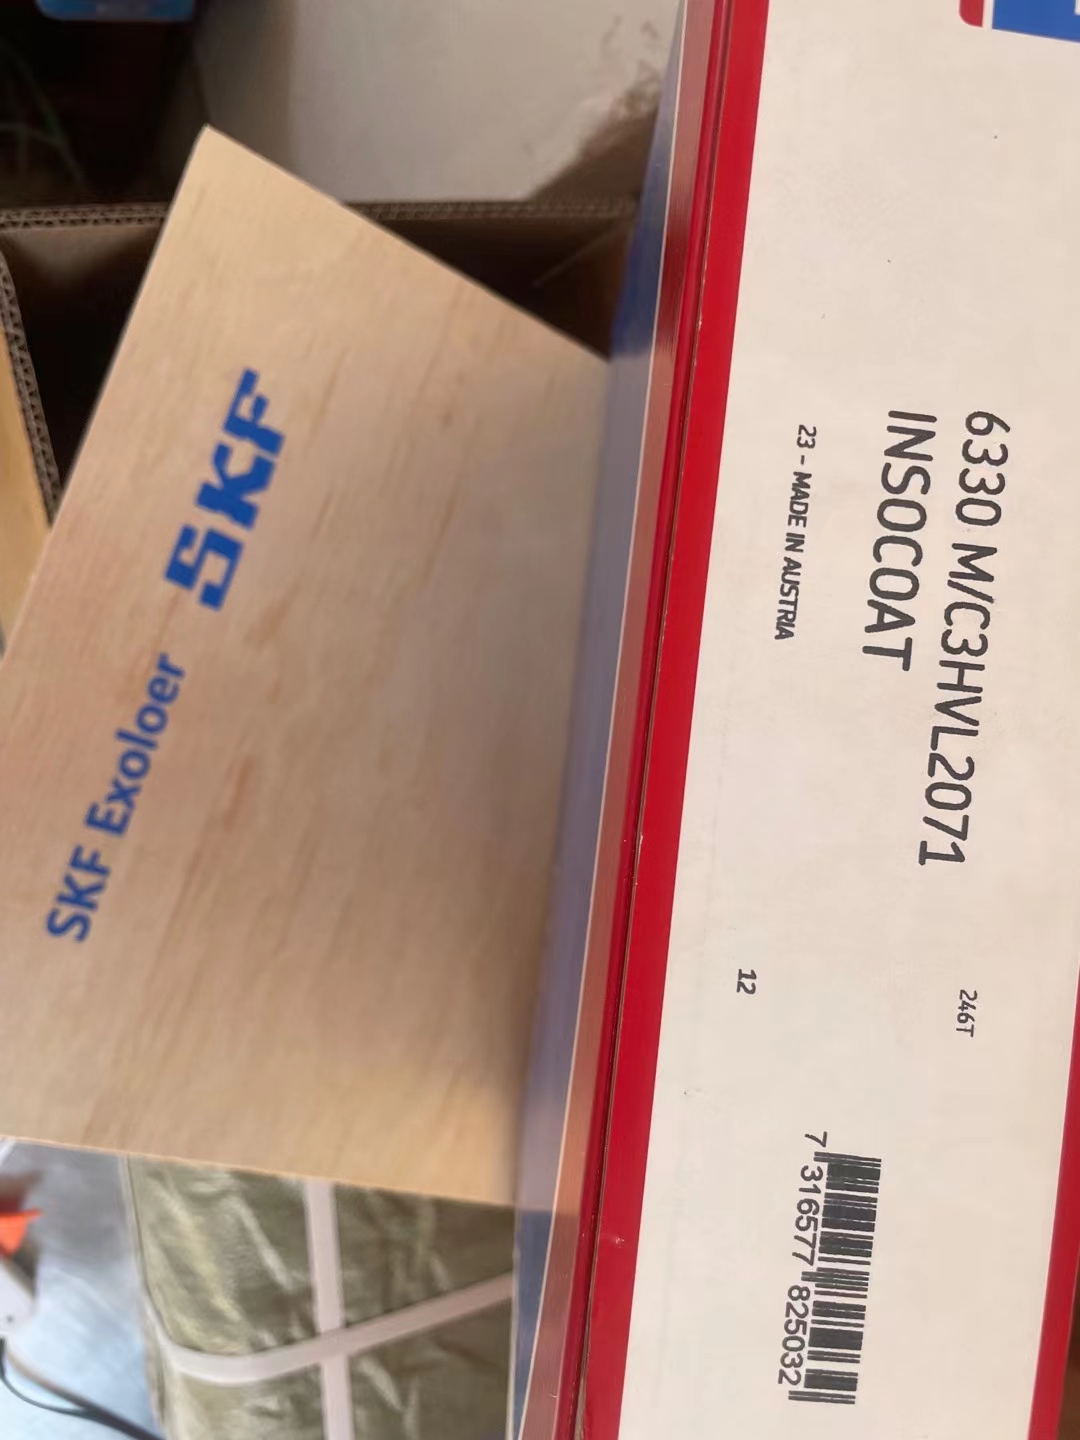 6330 M/C3HVL2071
INSOCOAT
246T
23 - MADE IN AUSTRIA
12
7 316577 825032
SKF
SKF Exoloer